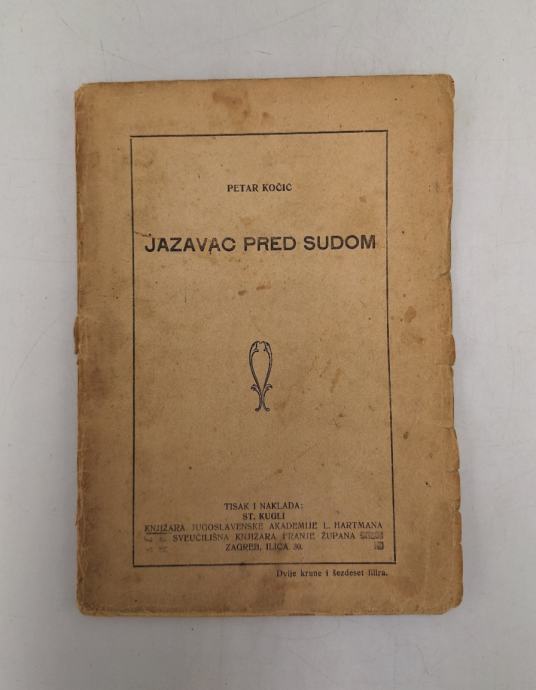 PETAR KOČIĆ
JAZAVAC PRED SUDOM
TISAK I NAKLADA:
ST. KUGLI
KNJIŽARA JUGOSLAVENSKE AKADEMIJE L. HARTMANA
SVEUČILIŠNA KNJIŽARA FRANJE ŽUPANA
ZAGREB, ILICA 30.
Dvije krune i šezdeset filira.